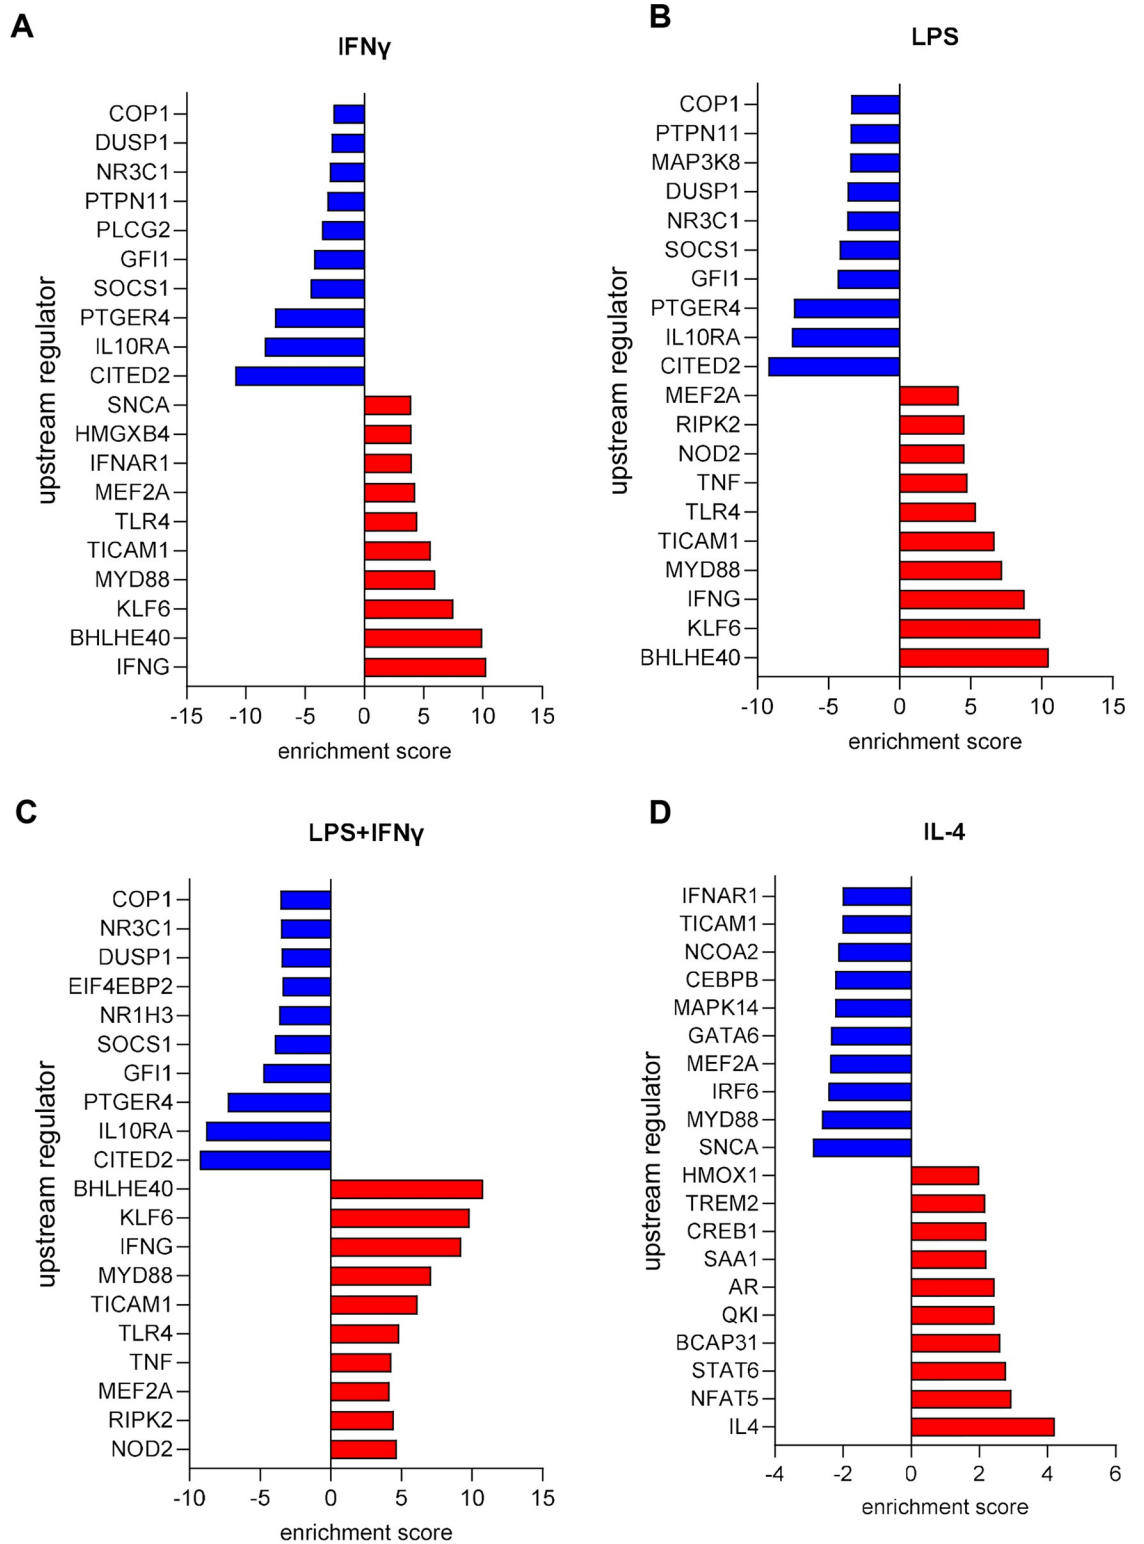 A
IFNγ
upstream regulator
COP1
DUSP1
NR3C1
PTPN11
PLCG2
GFI1
SOCS1
PTGER4
IL10RA
CITED2
SNCA
HMGXB4
IFNAR1
MEF2A
TLR4
TICAM1
MYD88
KLF6
BHLHE40
IFNG
-15 -10 -5 0 5 10 15
enrichment score
B
LPS
upstream regulator
COP1
PTPN11
MAP3K8
DUSP1
NR3C1
SOCS1
GFI1
PTGER4
IL10RA
CITED2
MEF2A
RIPK2
NOD2
TNF
TLR4
TICAM1
MYD88
IFNG
KLF6
BHLHE40
-10 -5 0 5 10 15
enrichment score
C
LPS+IFNγ
upstream regulator
COP1
NR3C1
DUSP1
EIF4EBP2
NR1H3
SOCS1
GFI1
PTGER4
IL10RA
CITED2
BHLHE40
KLF6
IFNG
MYD88
TICAM1
TLR4
TNF
MEF2A
RIPK2
NOD2
-10 -5 0 5 10 15
enrichment score
D
IL-4
upstream regulator
IFNAR1
TICAM1
NCOA2
CEBPB
MAPK14
GATA6
MEF2A
IRF6
MYD88
SNCA
HMOX1
TREM2
CREB1
SAA1
AR
QKI
BCAP31
STAT6
NFAT5
IL4
-4 -2 0 2 4 6
enrichment score